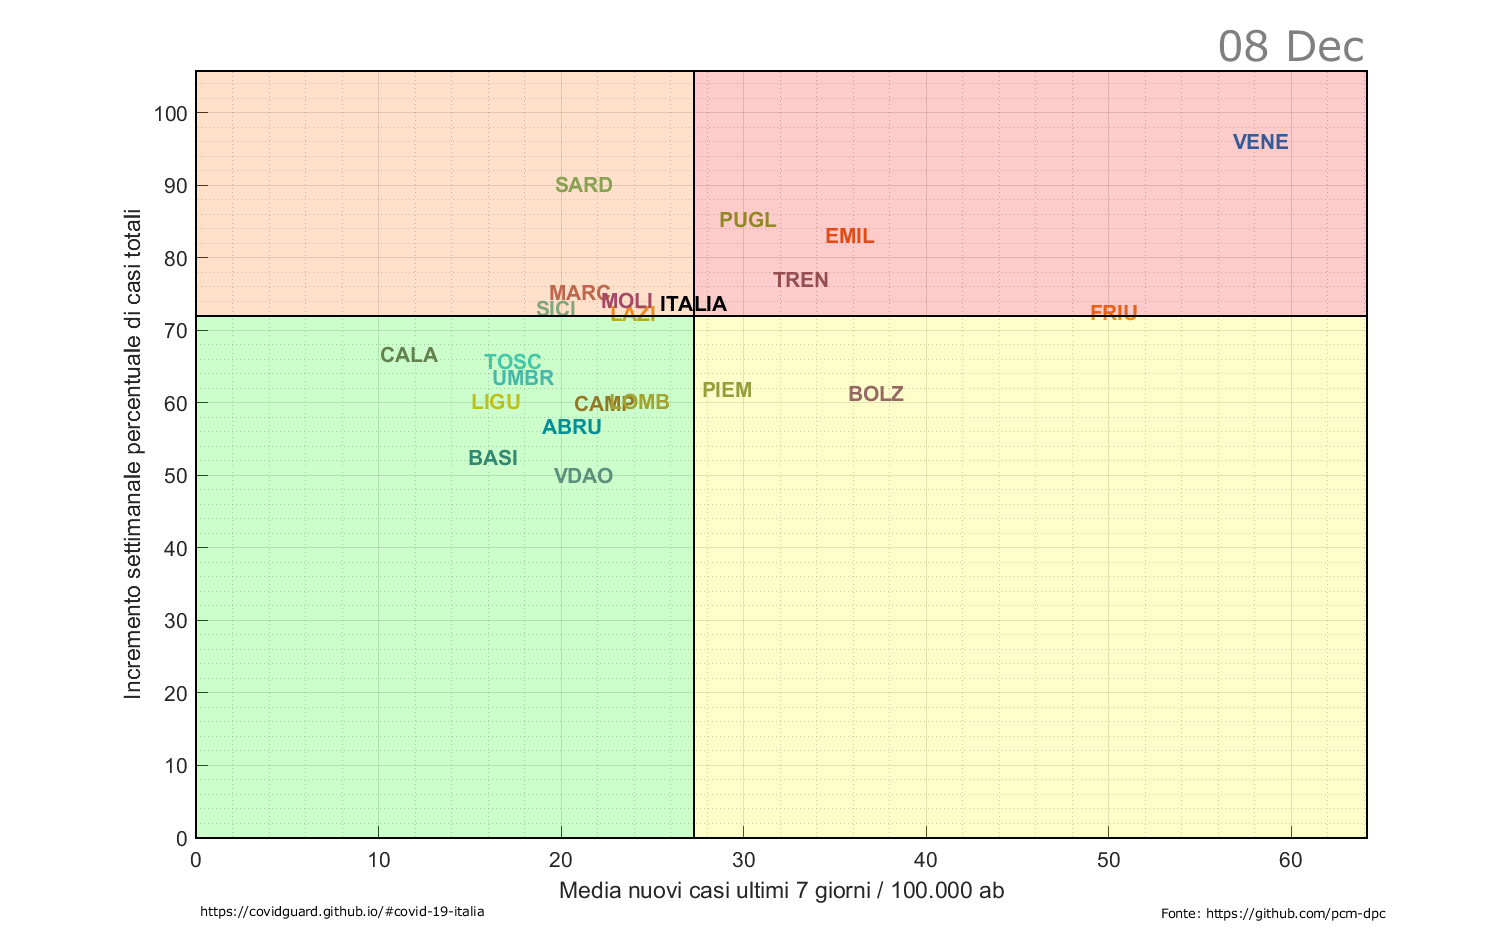 08 Dec
Incremento settimanale percentuale di casi totali
100
90
80
70
60
50
40
30
20
10
0
VENE
SARD
PUGL
EMIL
TREN
MARC
MOLI
ITALIA
SICI
LAZI
FRIU
CALA
TOSC
UMBR
PIEM
BOLZ
LIGU
CAMP
LOMB
ABRU
BASI
VDAO
0 10 20 30 40 50 60
Media nuovi casi ultimi 7 giorni / 100.000 ab
https://covidguard.github.io/#covid-19-italia
Fonte: https://github.com/pcm-dpc